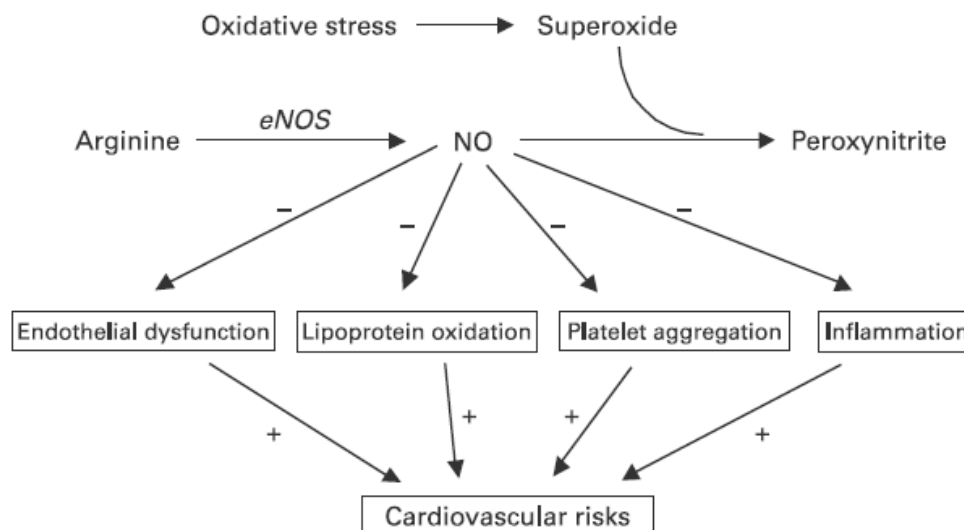 Oxidative stress Superoxide
eNOS
Arginine NO Peroxynitrite
− − − −
Endothelial dysfunction Lipoprotein oxidation Platelet aggregation Inflammation
+ + + +
Cardiovascular risks